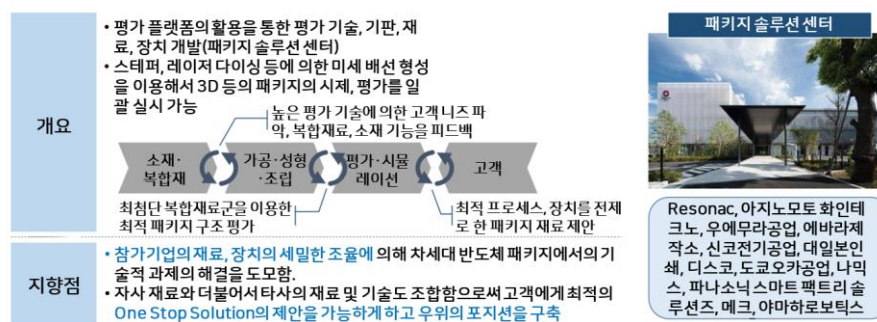 개요
• 평가 플랫폼의 활용을 통한 평가 기술, 기판, 재
료, 장치 개발(패키지 솔루션 센터)
• 스테퍼, 레이저 다이싱 등에 의한 미세 배선 형성
을 이용해서 3D 등의 패키지의 시제, 평가를 일
괄 실시 가능
높은 평가 기술에 의한 고객 니즈 파
악, 복합재료, 소재 기능을 피드백
소재·
복합재
가공·성형
·조립
평가·시뮬
레이션
고객
최첨단 복합재료군을 이용한
최적 패키지 구조 평가
최적 프로세스, 장치를 전제
로 한 패키지 재료 제안
지향점
• 참가기업의 재료, 장치의 세밀한 조율에 의해 차세대 반도체 패키지에서의 기
술적 과제의 해결을 도모함.
• 자사 재료와 더불어서 타사의 재료 및 기술도 조합함으로써 고객에게 최적의
One Stop Solution의 제안을 가능하게 하고 우위의 포지션을 구축
패키지 솔루션 센터
Resonac, 아지노모토 화인테
크노, 우에무라공업, 에바라제
작소, 신코전기공업, 대일본인
쇄, 디스코, 도쿄오카공업, 나믹
스, 파나소닉 스마트 팩트리 솔
루션즈, 메크, 야마하로보틱스